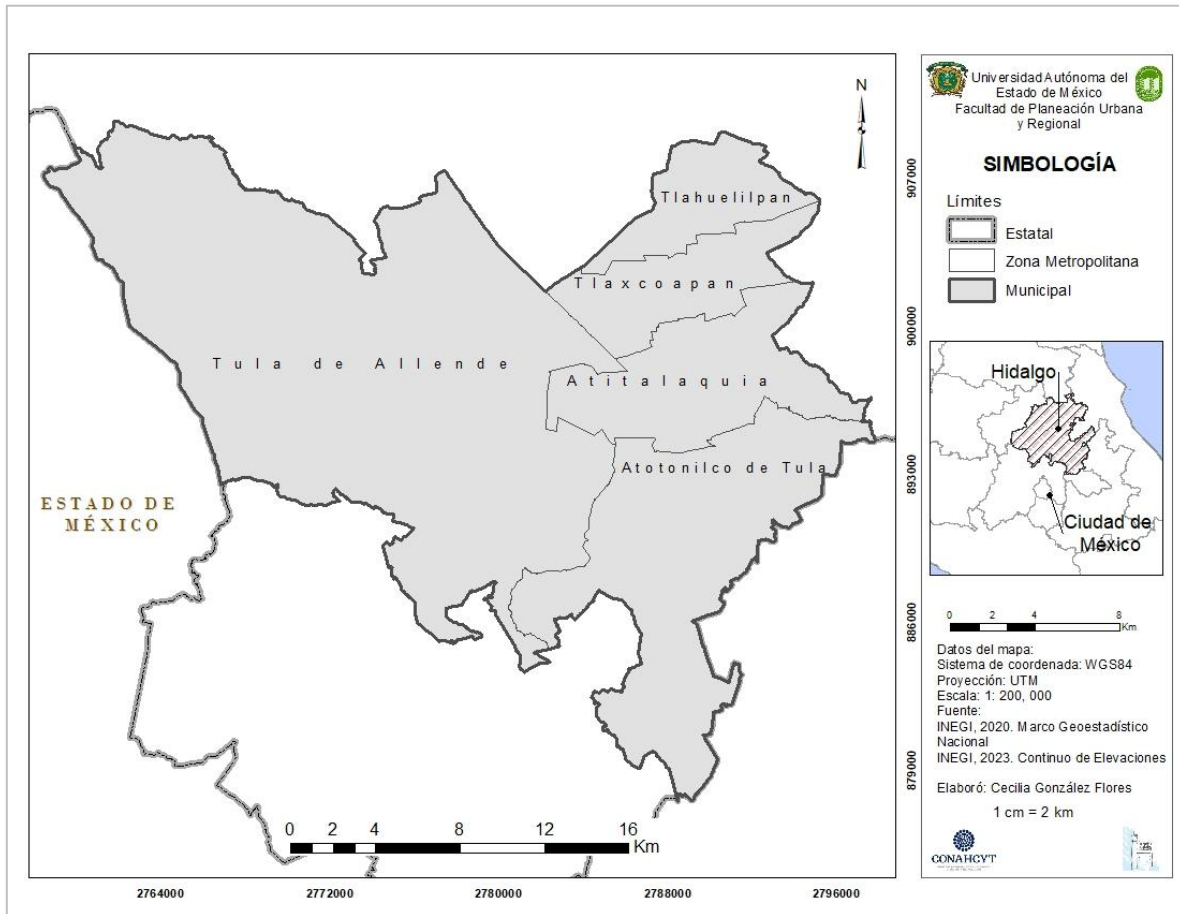 N
Tlahuelilpan
Tlaxcoapan
Tula de Allende
Atitalaquia
Atotonilco de Tula
ESTADO DE
MÉXICO
0 2 4 8 12 16
Km
2764000 2772000 2780000 2788000 2796000
907000
900000
893000
886000
879000
Universidad Autónoma del
Estado de México
Facultad de Planeación Urbana
y Regional
SIMBOLOGÍA
Límites
Estatal
Zona Metropolitana
Municipal
Hidalgo
Ciudad de
México
0 2 4 8
Km
Datos del mapa:
Sistema de coordenada: WGS84
Proyección: UTM
Escala: 1: 200, 000
Fuente:
INEGI, 2020. Marco Geoestadístico
Nacional
INEGI, 2023. Continuo de Elevaciones
Elaboró: Cecilia González Flores
1 cm = 2 km
CONAHCYT